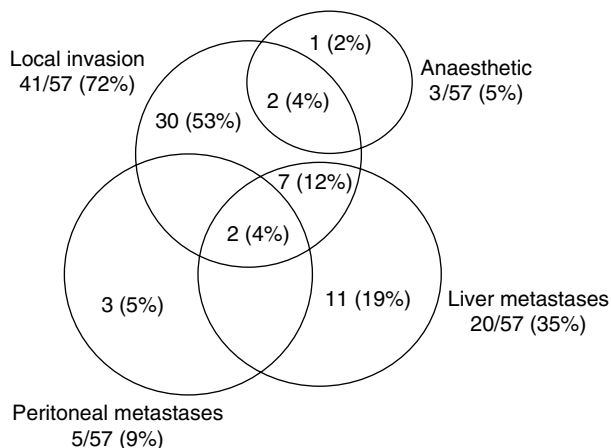 Local invasion
41/57 (72%)
1 (2%)
Anaesthetic
3/57 (5%)
2 (4%)
30 (53%)
7 (12%)
2 (4%)
3 (5%)
11 (19%)
Liver metastases
20/57 (35%)
Peritoneal metastases
5/57 (9%)